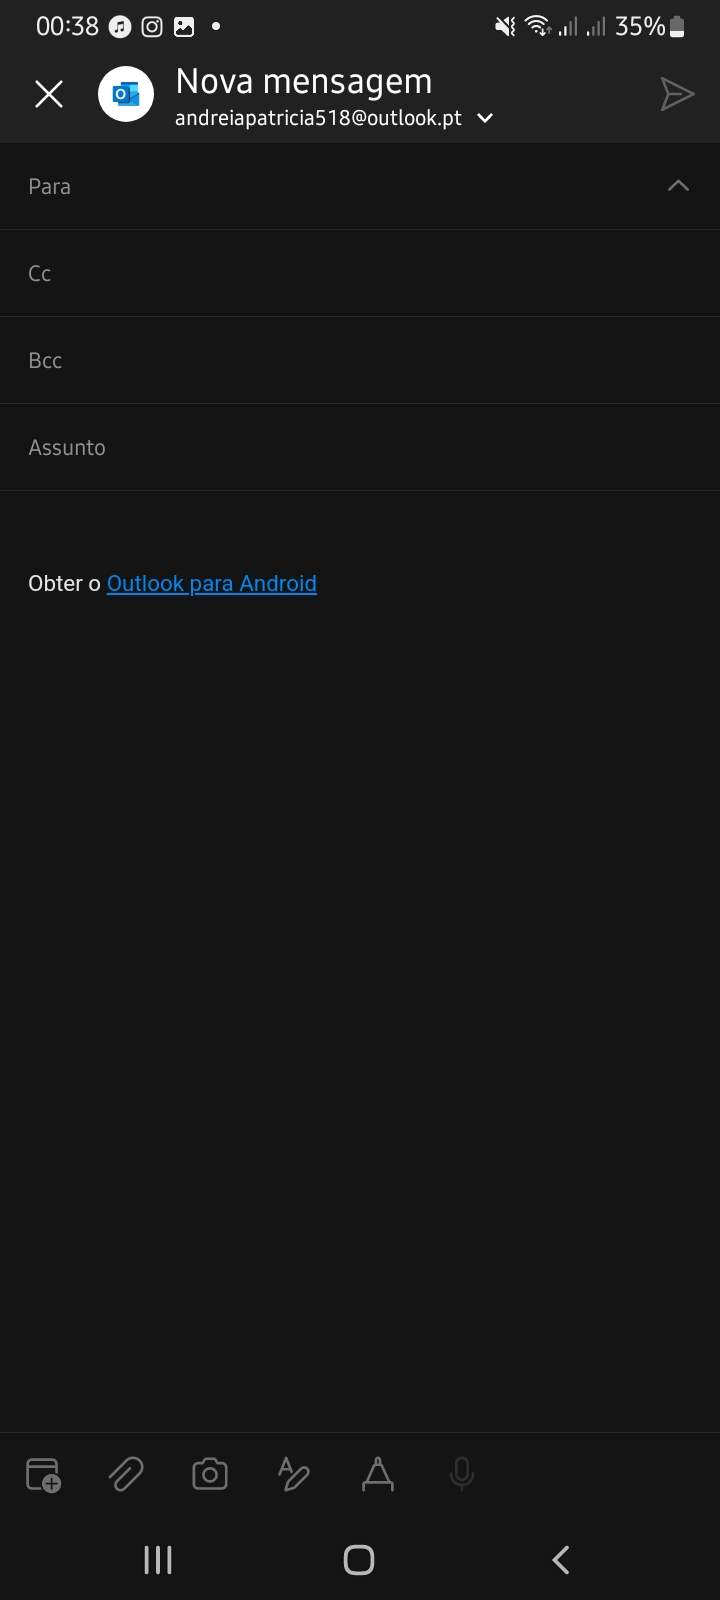 00:38
35%
Nova mensagem
andreiapatricia518@outlook.pt
Para
Cc
Bcc
Assunto
Obter o Outlook para Android